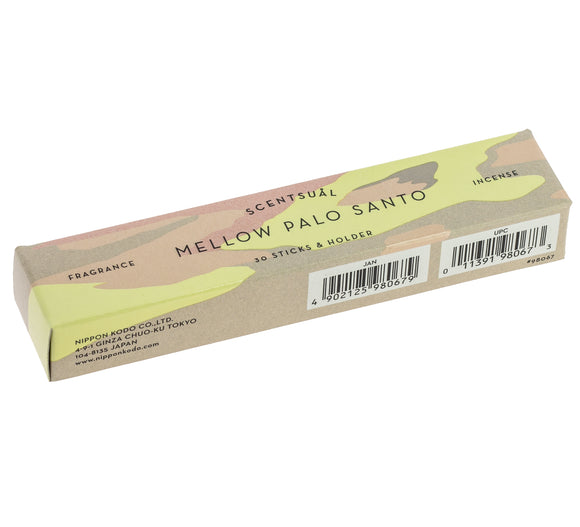 SCENTSUÅL
MELLOW PALO SANTO
30 STICKS & HOLDER
FRAGRANCE
INCENSE
NIPPON KODO CO.,LTD.
4-9-1 GINZA CHUO-KU TOKYO
104-8135 JAPAN
www.nipponkodo.com
JAN
4 902125 980679
UPC
0 11391 98067 3
#98067